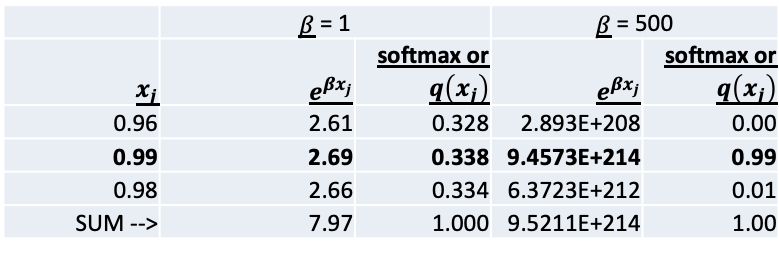 β = 1 β = 500
softmax or softmax or
xⱼ e^βxⱼ q(xⱼ) e^βxⱼ q(xⱼ)
0.96 2.61 0.328 2.893E+208 0.00
0.99 2.69 0.338 9.4573E+214 0.99
0.98 2.66 0.334 6.3723E+212 0.01
SUM --> 7.97 1.000 9.5211E+214 1.00